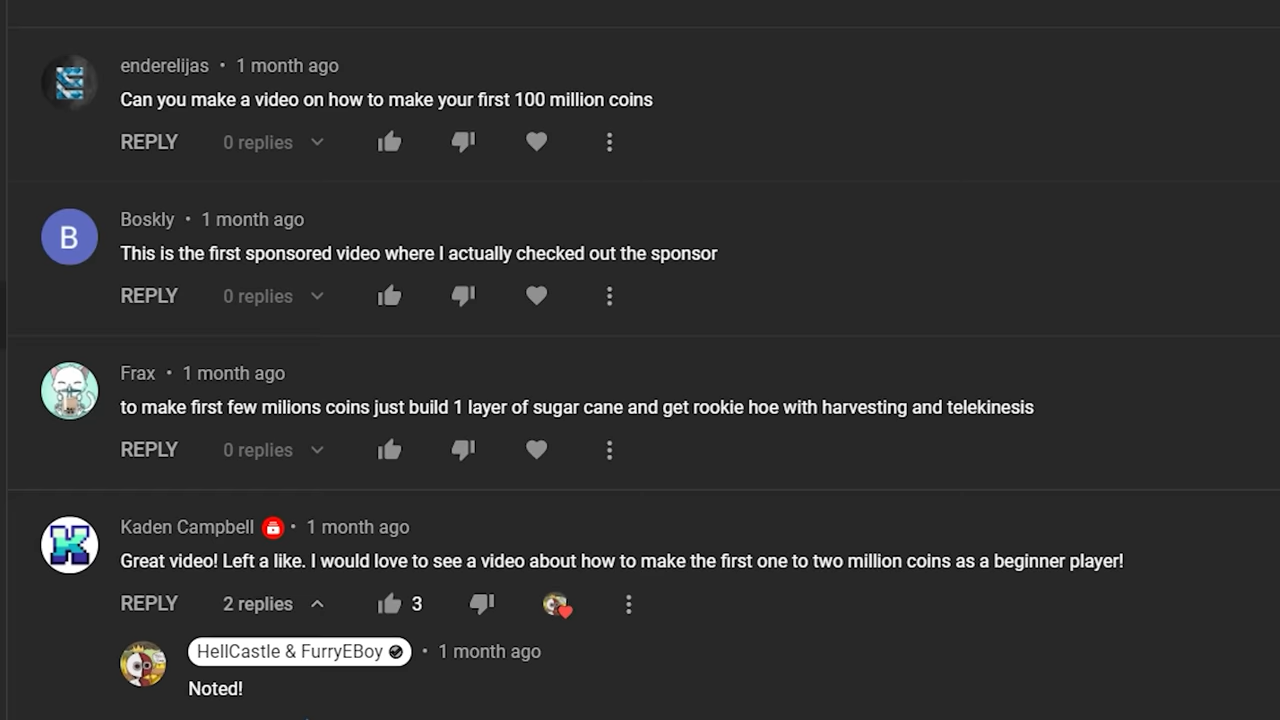 enderelijas • 1 month ago
Can you make a video on how to make your first 100 million coins
REPLY 0 replies
B
Boskly • 1 month ago
This is the first sponsored video where I actually checked out the sponsor
REPLY 0 replies
Frax • 1 month ago
to make first few milions coins just build 1 layer of sugar cane and get rookie hoe with harvesting and telekinesis
REPLY 0 replies
K
Kaden Campbell • 1 month ago
Great video! Left a like. I would love to see a video about how to make the first one to two million coins as a beginner player!
REPLY 2 replies 3
HellCastle & FurryEBoy • 1 month ago
Noted!